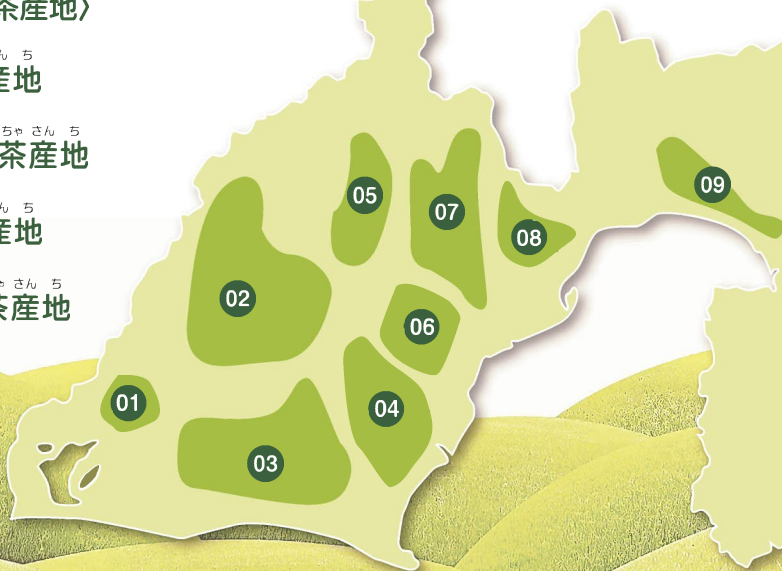 茶産地〉
ん ち
産地
ちゃ さん ち
茶産地
ん ち
産地
ゃ さん ち
茶産地
05
07
09
08
02
06
01
04
03